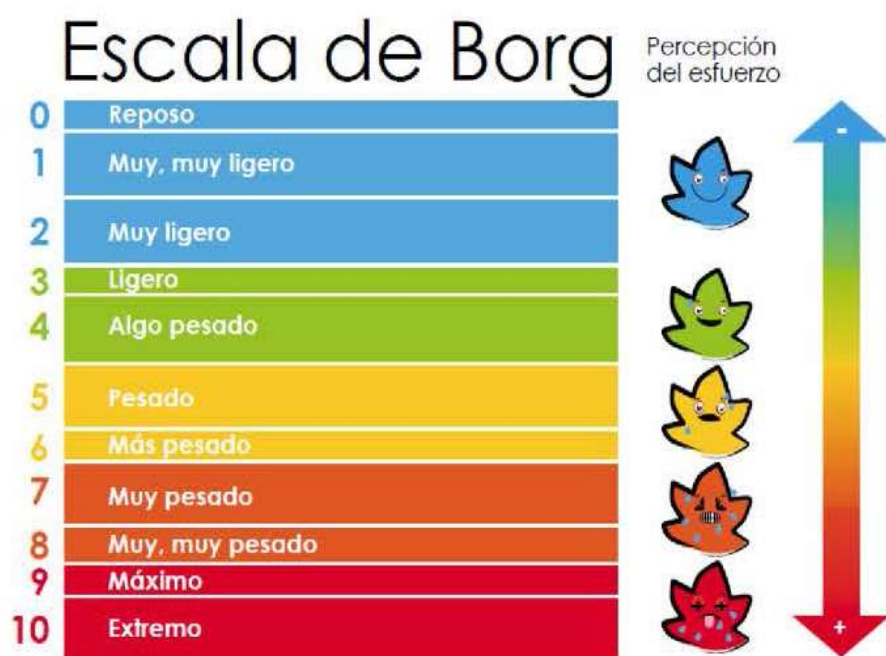 Escala de Borg
Percepción
del esfuerzo
0 Reposo
1 Muy, muy ligero
2 Muy ligero
3 Ligero
4 Algo pesado
5 Pesado
6 Más pesado
7 Muy pesado
8 Muy, muy pesado
9 Máximo
10 Extremo
-
+